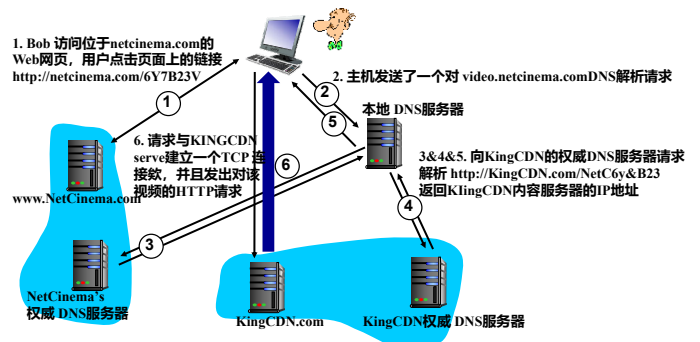 1. Bob 访问位于netcinema.com的
Web网页，用户点击页面上的链接
http://netcinema.com/6Y7B23V
1
2. 主机发送了一个对 video.netcinema.comDNS解析请求
2
本地 DNS服务器
5
6. 请求与KINGCDN
serve建立一个TCP 连
接欸，并且发出对该
视频的HTTP请求
6
3&4&5. 向KingCDN的权威DNS服务器请求
解析 http://KingCDN.com/NetC6y&B23
返回KIingCDN内容服务器的IP地址
www.NetCinema.com
3
4
NetCinema's
权威 DNS服务器
KingCDN.com
KingCDN权威 DNS服务器